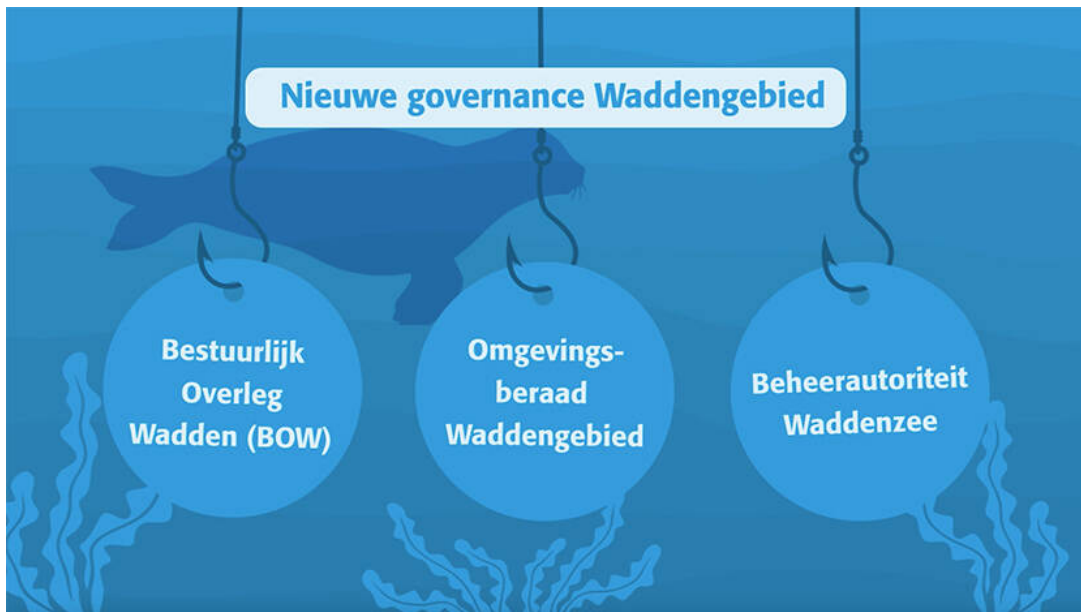 Nieuwe governance Waddengebied
Bestuurlijk
Overleg
Wadden (BOW)
Omgevings-
beraad
Waddengebied
Beheerautoriteit
Waddenzee